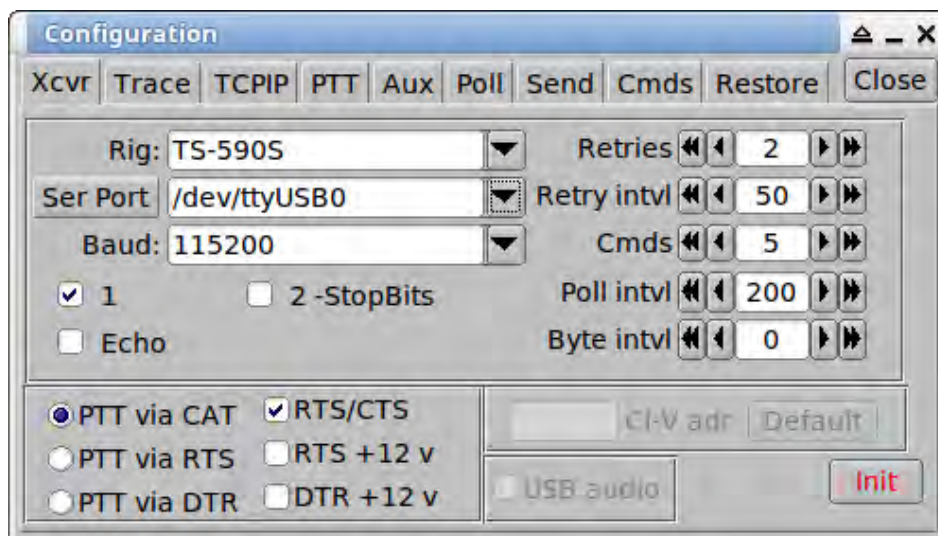 Configuration
Xcvr Trace TCPIP PTT Aux Poll Send Cmds Restore Close
Rig: TS-590S Retries 2
Ser Port /dev/ttyUSB0 Retry intvl 50
Baud: 115200 Cmds 5
1 2 -StopBits Poll intvl 200
Echo Byte intvl 0
PTT via CAT RTS/CTS CI-V adr Default
PTT via RTS RTS +12 v
PTT via DTR DTR +12 v USB audio Init